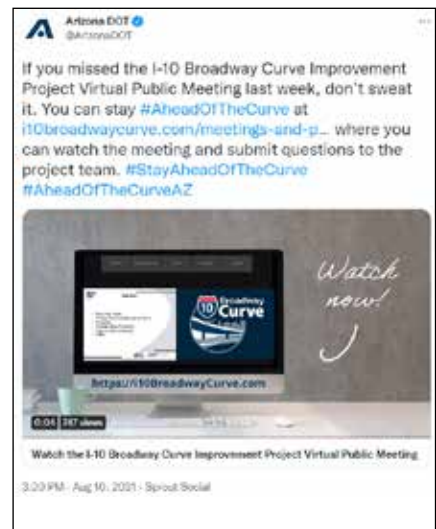 Arizona DOT
@ArizonaDOT
If you missed the I-10 Broadway Curve Improvement
Project Virtual Public Meeting last week, don't sweat
it. You can stay #AheadOfTheCurve at
i10broadwaycurve.com/meetings-and-p... where you
can watch the meeting and submit questions to the
project team. #StayAheadOfTheCurve
#AheadOfTheCurveAZ
Watch
now!
10 Broadway
Curve
https://i10BroadwayCurve.com
0:04 views
Watch the I-10 Broadway Curve Improvement Project Virtual Public Meeting
3:20 PM · Aug 10, 2021 · Sprout Social